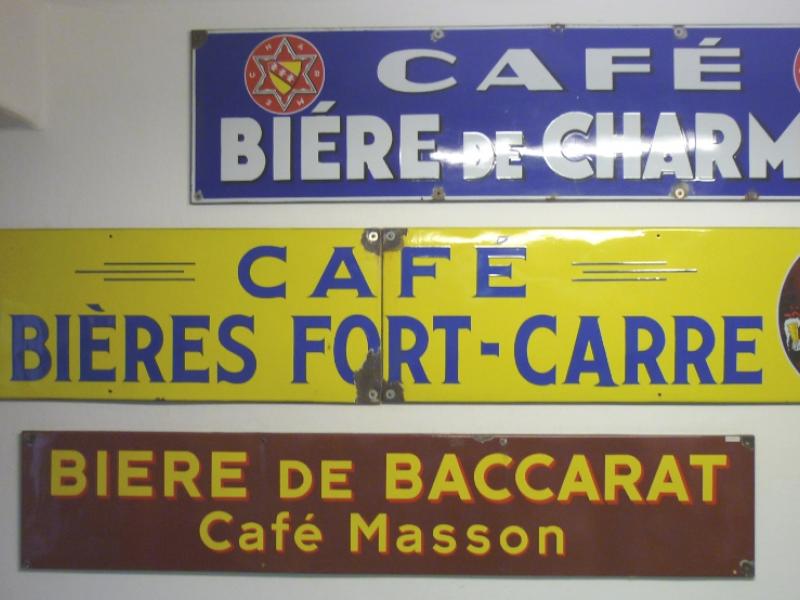 CAFÉ
BIÉRE DE CHARM
CAFÉ
BIÈRES FORT-CARRE
BIERE DE BACCARAT
Café Masson